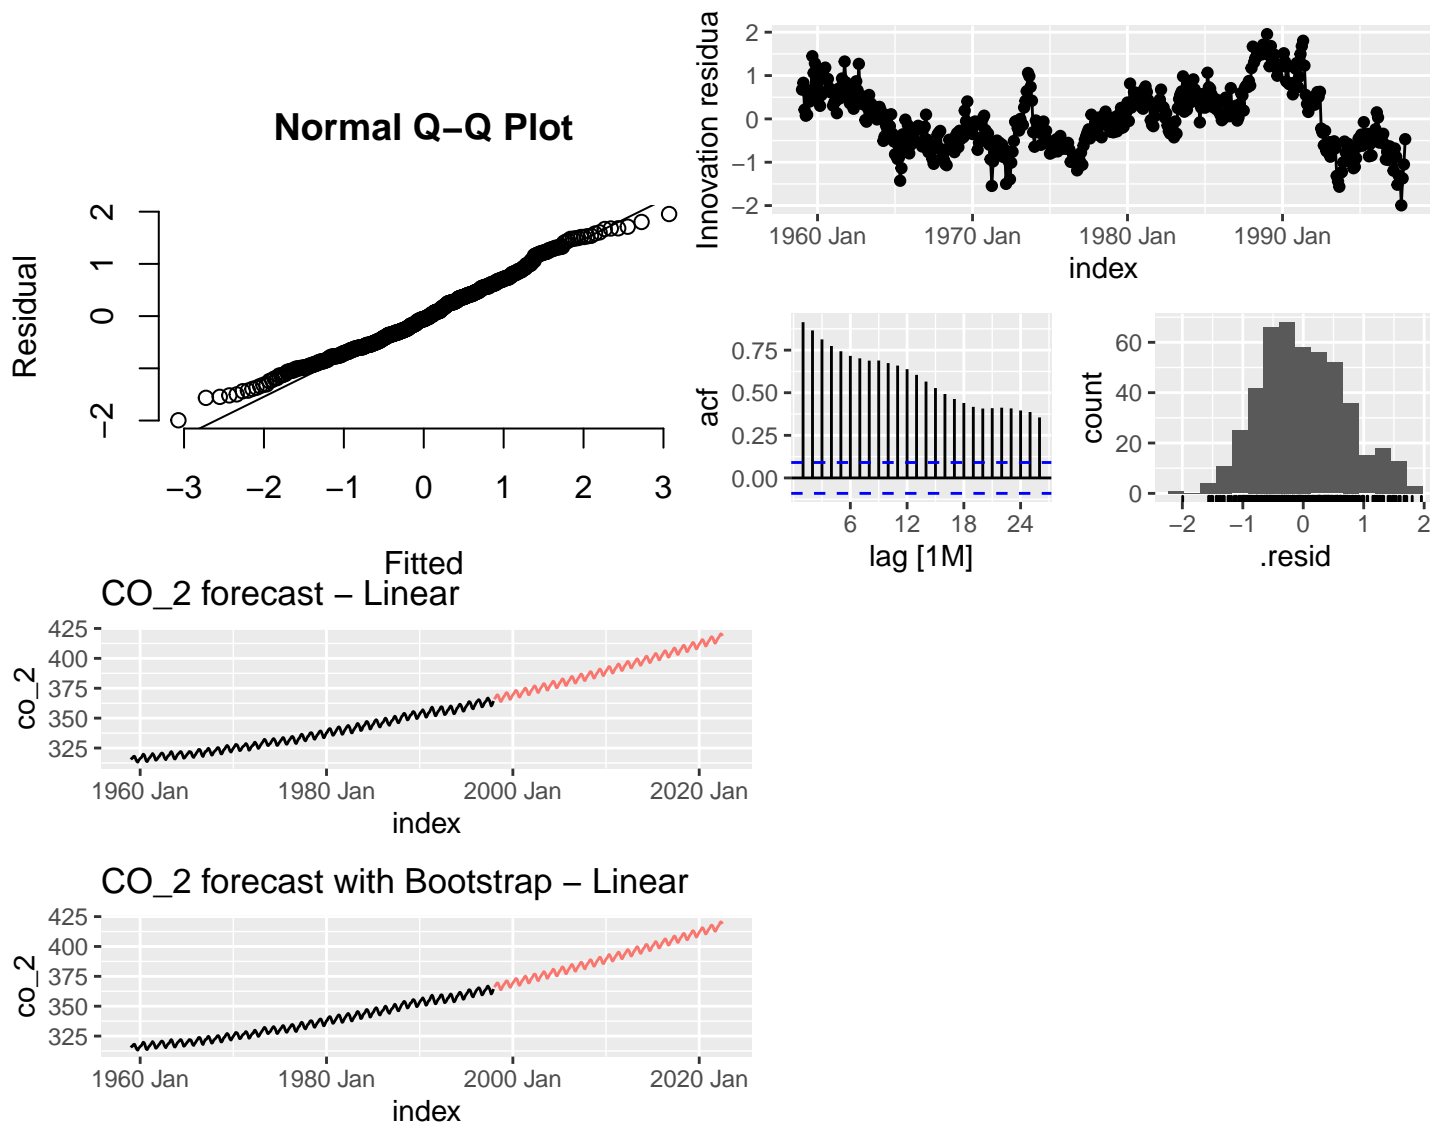 Normal Q−Q Plot
Residual
2
1
0
−2
−3 −2 −1 0 1 2 3
Fitted
Innovation residua
2
1
0
−1
−2
1960 Jan 1970 Jan 1980 Jan 1990 Jan
index
acf
0.75
0.50
0.25
0.00
6 12 18 24
lag [1M]
count
60
40
20
0
−2 −1 0 1 2
.resid
CO_2 forecast − Linear
co_2
425
400
375
350
325
1960 Jan 1980 Jan 2000 Jan 2020 Jan
index
CO_2 forecast with Bootstrap − Linear
co_2
425
400
375
350
325
1960 Jan 1980 Jan 2000 Jan 2020 Jan
index